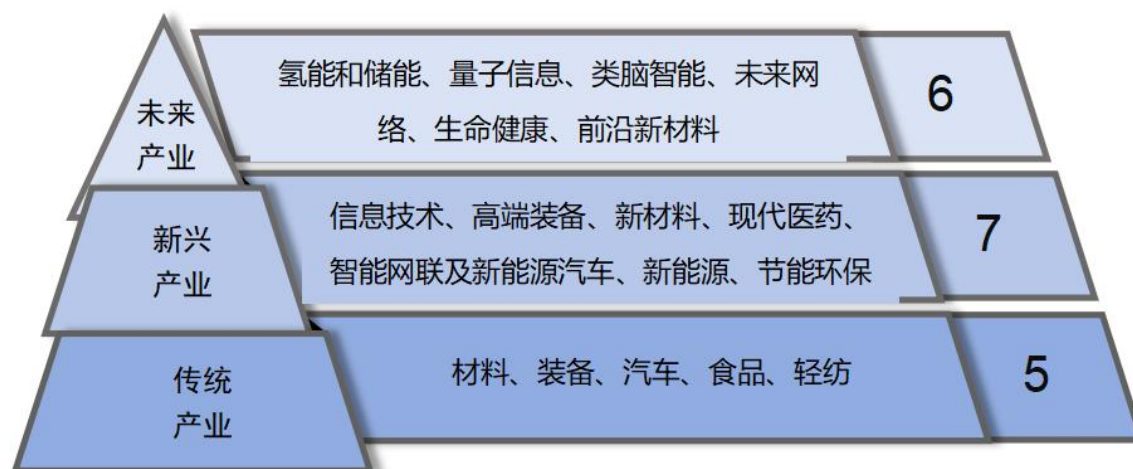 未来
产业
氢能和储能、量子信息、类脑智能、未来网
络、生命健康、前沿新材料
6
新兴
产业
信息技术、高端装备、新材料、现代医药、
智能网联及新能源汽车、新能源、节能环保
7
传统
产业
材料、装备、汽车、食品、轻纺
5